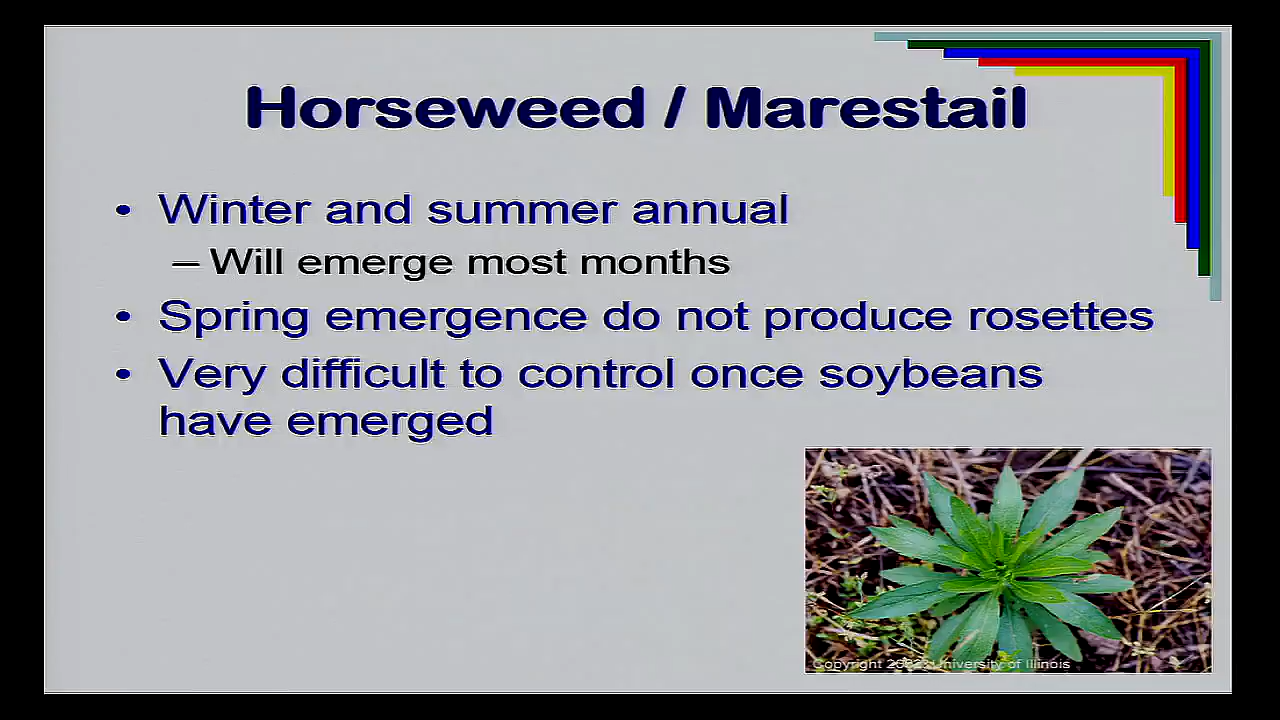 Horseweed / Marestail
• Winter and summer annual
– Will emerge most months
• Spring emergence do not produce rosettes
• Very difficult to control once soybeans
have emerged
Copyright University of Illinois